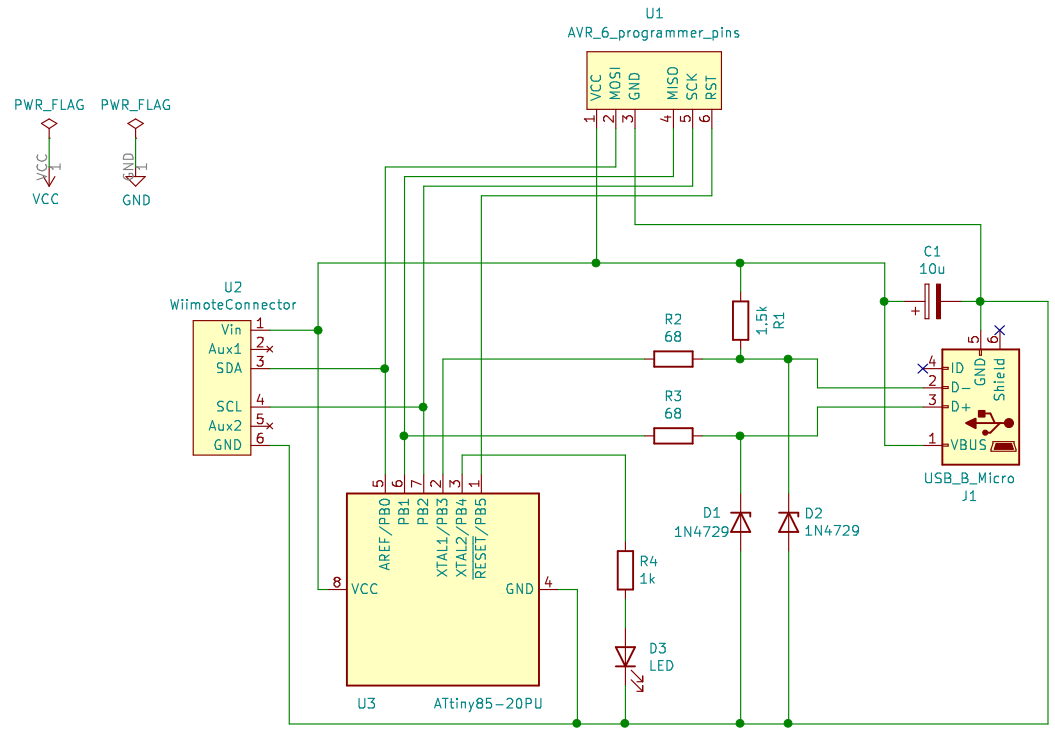 U1
AVR_6_programmer_pins
VCC
MOSI
GND
MISO
SCK
RST
1
2
3
4
5
6
PWR_FLAG
PWR_FLAG
VCC
1
GND
1
VCC
GND
U2
WiimoteConnector
Vin
1
Aux1
2
SDA
3
SCL
4
Aux2
5
GND
6
C1
10u
+
1.5k
R1
R2
68
R3
68
5
6
GND
Shield
4
ID
2
D-
3
D+
1
VBUS
USB_B_Micro
J1
5
6
7
2
3
1
AREF/PB0
PB1
PB2
XTAL1/PB3
XTAL2/PB4
RESET/PB5
8
VCC
GND
4
U3
ATtiny85-20PU
D1
1N4729
D2
1N4729
R4
1k
D3
LED